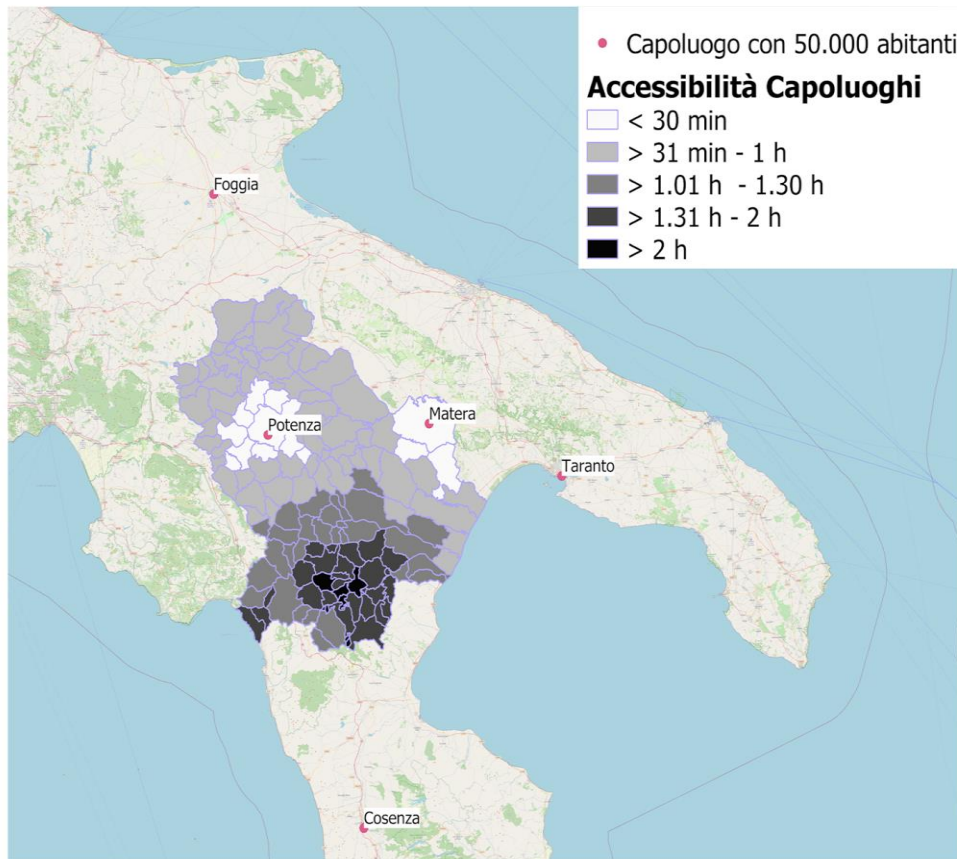 Capoluogo con 50.000 abitanti
Accessibilità Capoluoghi
< 30 min
> 31 min - 1 h
> 1.01 h - 1.30 h
> 1.31 h - 2 h
> 2 h
Foggia
Matera
Potenza
Taranto
Cosenza